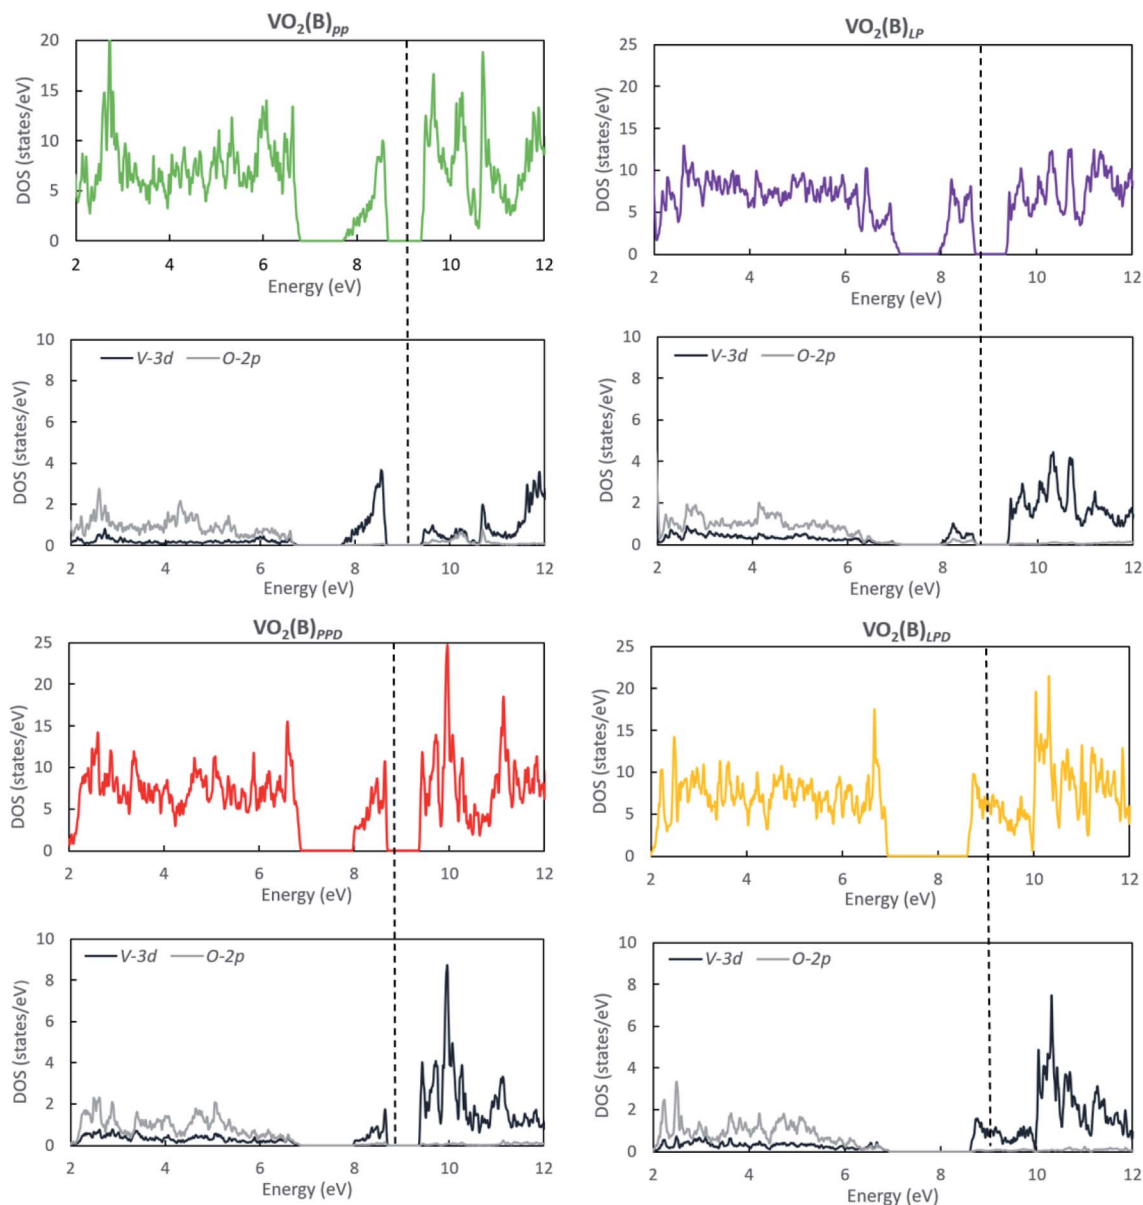 VO₂(B)pp
DOS (states/eV)
20
15
10
5
0
2 4 6 8 10 12
Energy (eV)
VO₂(B)LP
DOS (states/eV)
25
20
15
10
5
0
2 4 6 8 10 12
Energy (eV)
V-3d O-2p
DOS (states/eV)
10
8
6
4
2
0
2 4 6 8 10 12
Energy (eV)
V-3d O-2p
DOS (states/eV)
10
8
6
4
2
0
2 4 6 8 10 12
Energy (eV)
VO₂(B)PPD
DOS (states/eV)
25
20
15
10
5
0
2 4 6 8 10 12
Energy (eV)
VO₂(B)LPD
DOS (states/eV)
25
20
15
10
5
0
2 4 6 8 10 12
Energy (eV)
V-3d O-2p
DOS (states/eV)
10
8
6
4
2
0
2 4 6 8 10 12
Energy (eV)
V-3d O-2p
DOS (states/eV)
10
8
6
4
2
0
2 4 6 8 10 12
Energy (eV)